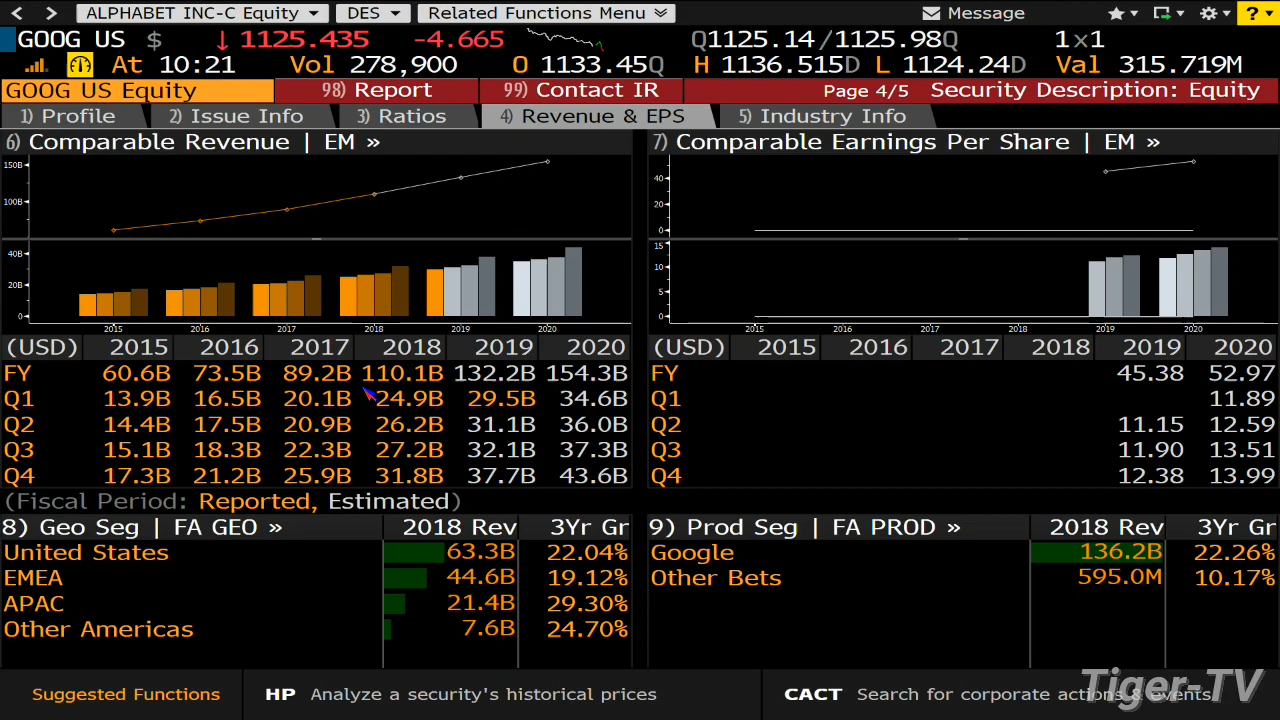 ALPHABET INC-C Equity DES Related Functions Menu Message ?
GOOG US $ ↓ 1125.435 -4.665 Q1125.14/1125.98Q 1×1
At 10:21 Vol 278,900 O 1133.45Q H 1136.515D L 1124.24D Val 315.719M
GOOG US Equity 98) Report 99) Contact IR Page 4/5 Security Description: Equity
1) Profile 2) Issue Info 3) Ratios 4) Revenue & EPS 5) Industry Info
6) Comparable Revenue | EM » 7) Comparable Earnings Per Share | EM »
150B
100B
40B
20B
0
2015 2016 2017 2018 2019 2020
40
20
0
15
10
5
0
2015 2016 2017 2018 2019 2020
(USD) 2015 2016 2017 2018 2019 2020 (USD) 2015 2016 2017 2018 2019 2020
FY 60.6B 73.5B 89.2B 110.1B 132.2B 154.3B FY 45.38 52.97
Q1 13.9B 16.5B 20.1B 24.9B 29.5B 34.6B Q1 11.89
Q2 14.4B 17.5B 20.9B 26.2B 31.1B 36.0B Q2 11.15 12.59
Q3 15.1B 18.3B 22.3B 27.2B 32.1B 37.3B Q3 11.90 13.51
Q4 17.3B 21.2B 25.9B 31.8B 37.7B 43.6B Q4 12.38 13.99
(Fiscal Period: Reported, Estimated)
8) Geo Seg | FA GEO » 2018 Rev 3Yr Gr 9) Prod Seg | FA PROD » 2018 Rev 3Yr Gr
United States 63.3B 22.04% Google 136.2B 22.26%
EMEA 44.6B 19.12% Other Bets 595.0M 10.17%
APAC 21.4B 29.30%
Other Americas 7.6B 24.70%
Suggested Functions HP Analyze a security's historical prices CACT Search for corporate actions & events
Tiger-TV